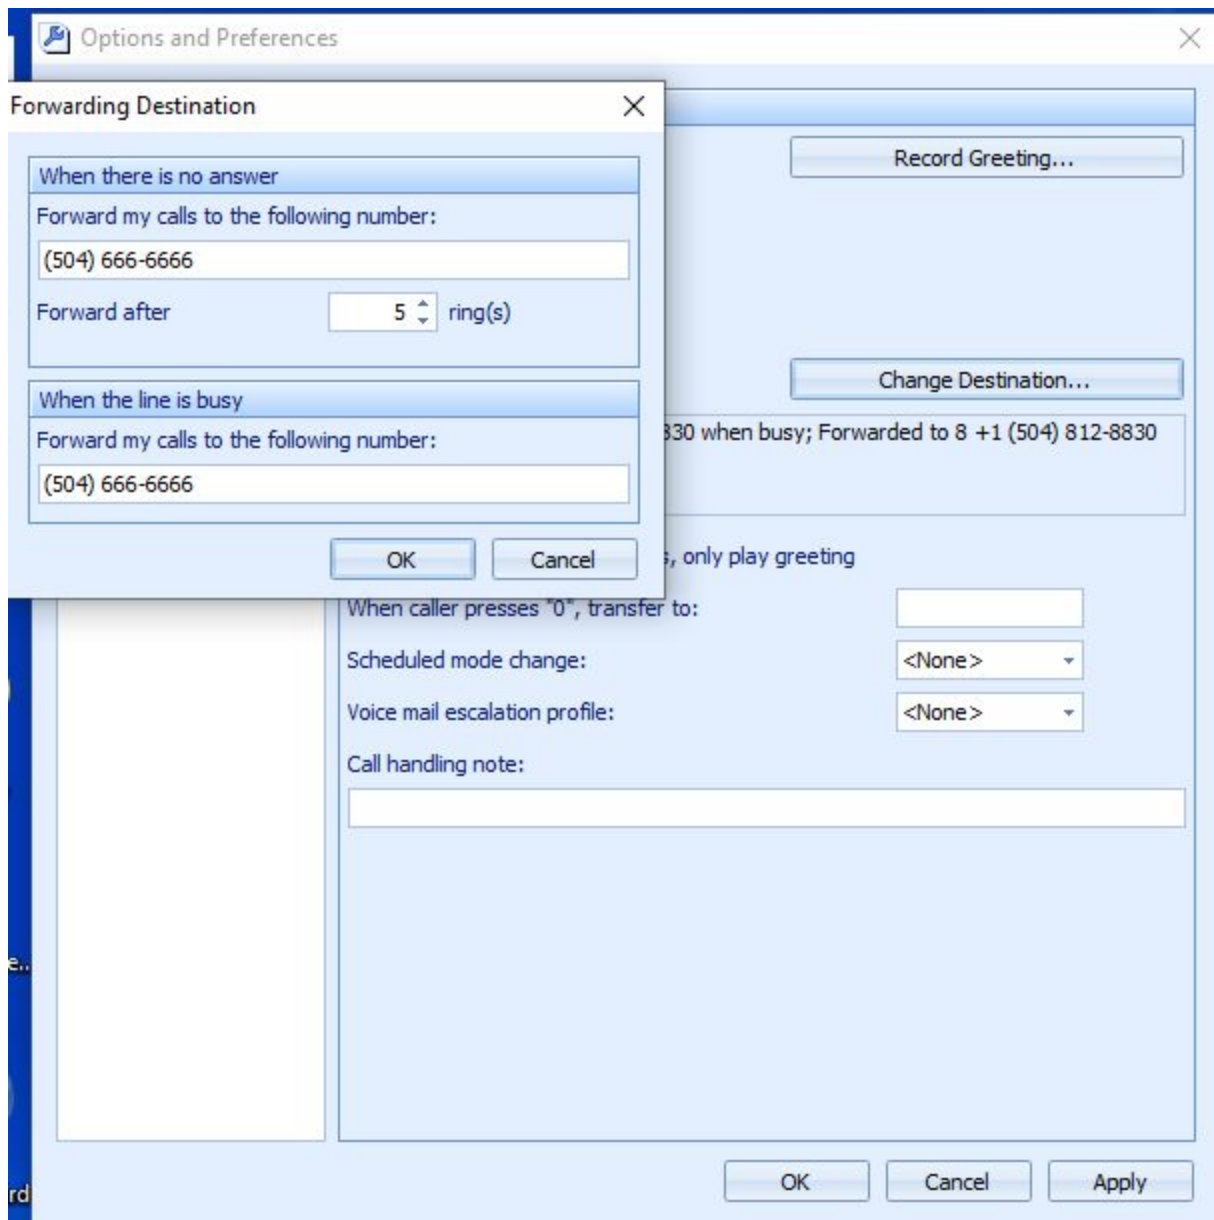 Options and Preferences
Forwarding Destination
When there is no answer
Forward my calls to the following number:
(504) 666-6666
Forward after 5 ring(s)
When the line is busy
Forward my calls to the following number:
(504) 666-6666
OK Cancel
Record Greeting...
Change Destination...
330 when busy; Forwarded to 8 +1 (504) 812-8830
, only play greeting
When caller presses "0", transfer to:
Scheduled mode change: <None>
Voice mail escalation profile: <None>
Call handling note:
e..
rd
OK Cancel Apply